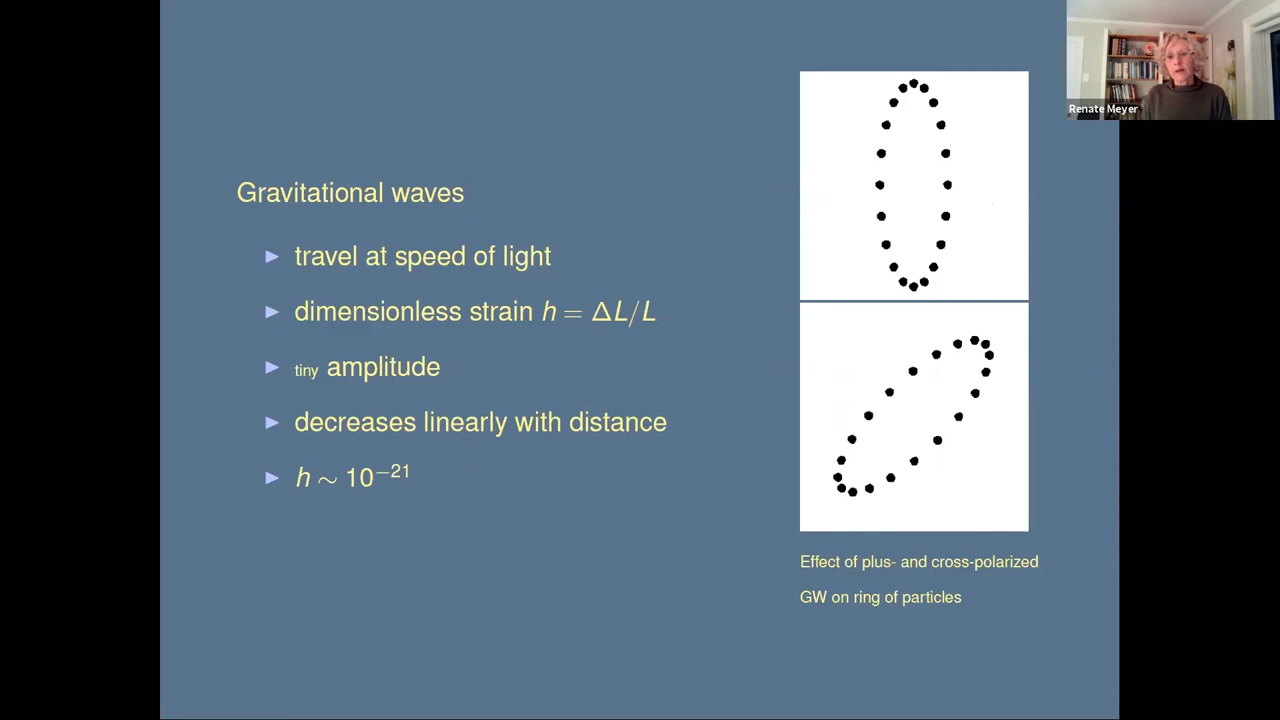 Renate Meyer
Gravitational waves
travel at speed of light
dimensionless strain h = ΔL/L
tiny amplitude
decreases linearly with distance
h ∼ 10⁻²¹
Effect of plus- and cross-polarized
GW on ring of particles